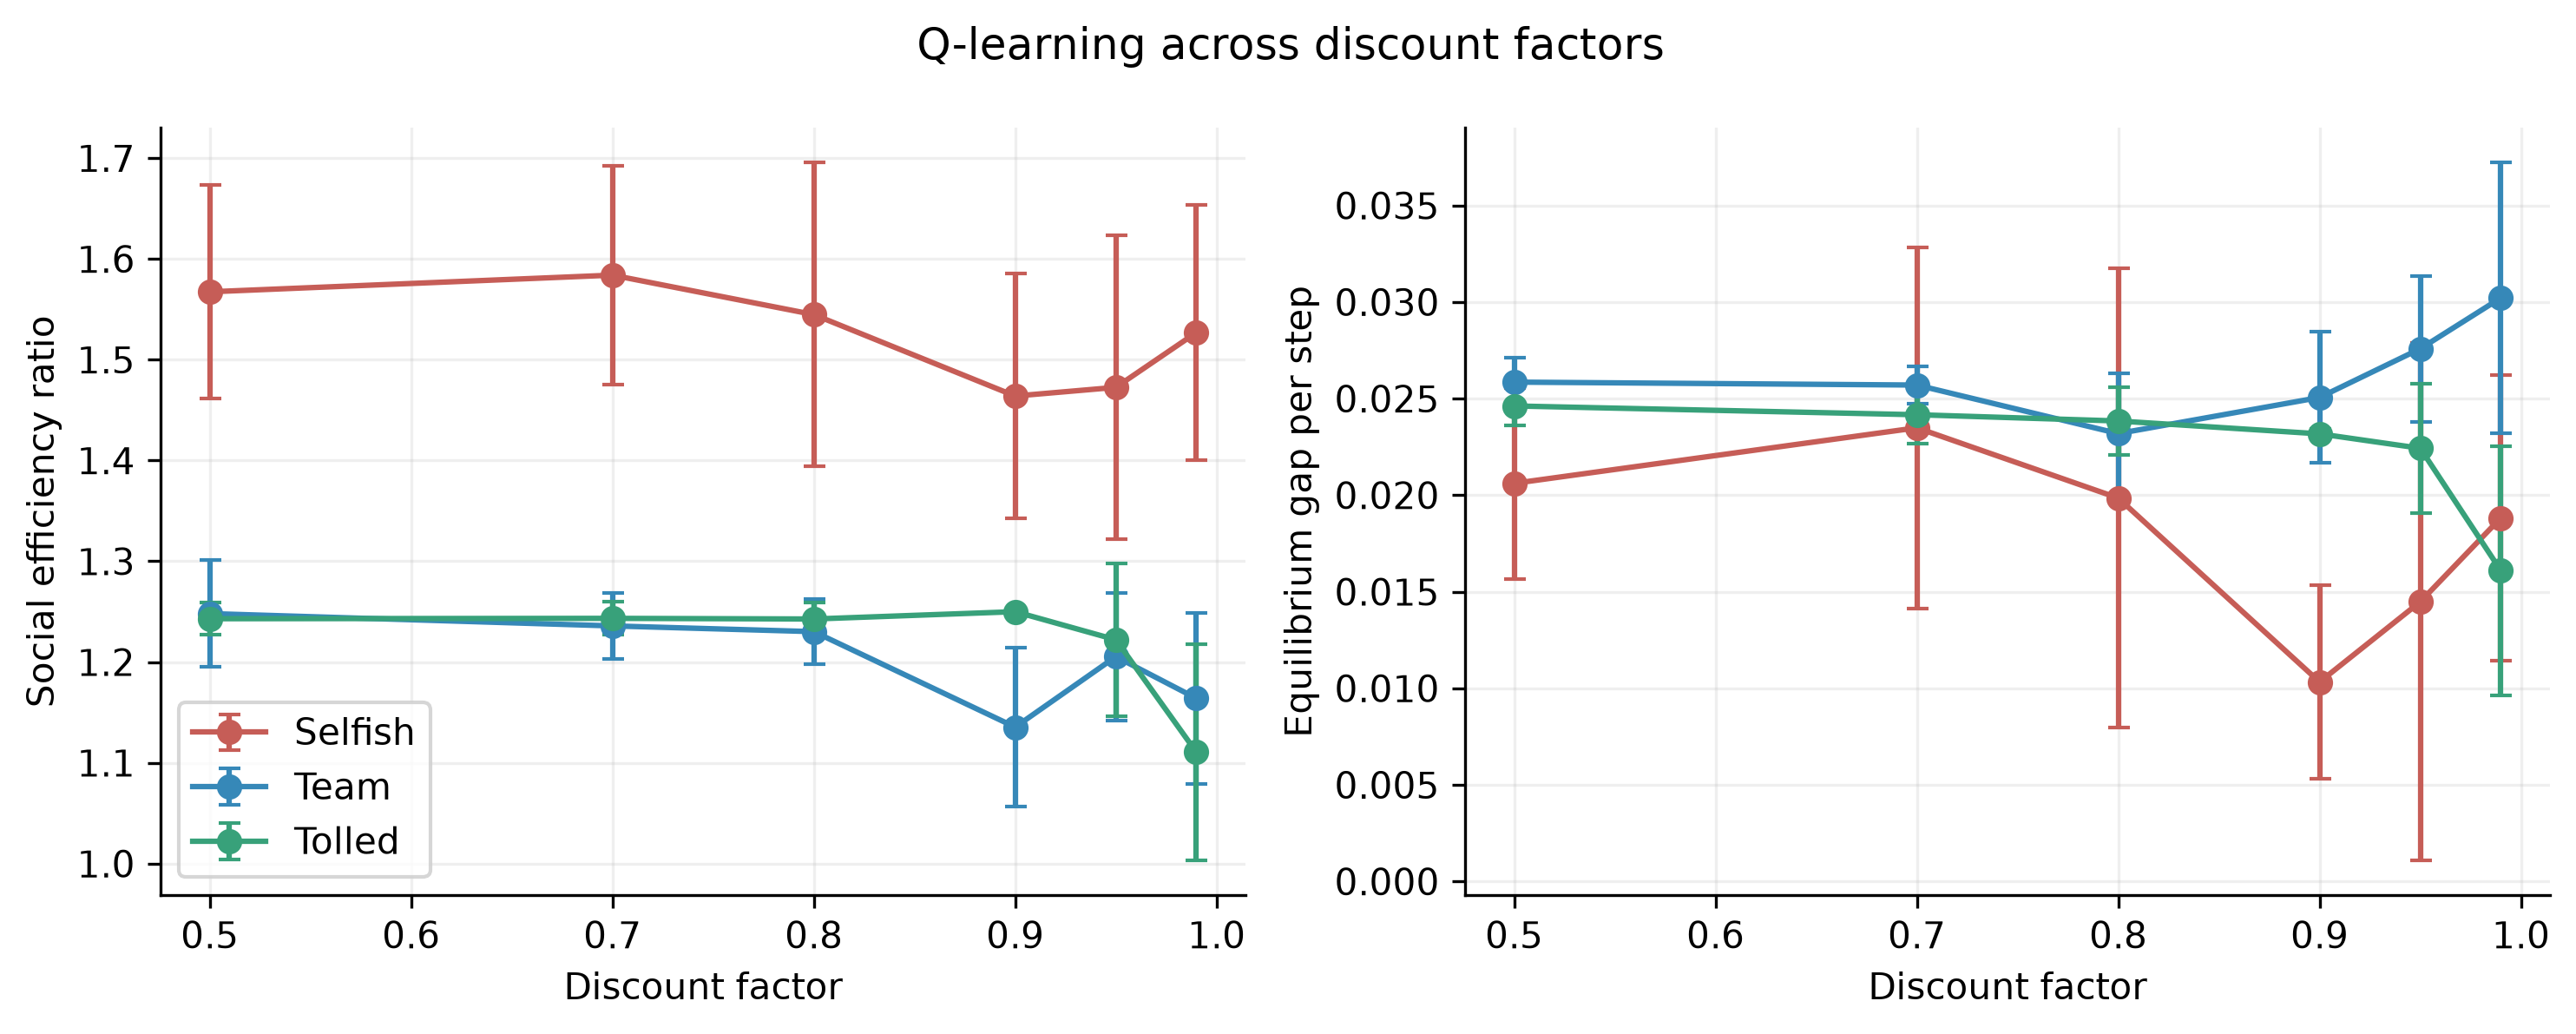 Q-learning across discount factors
Social efficiency ratio
1.7
1.6
1.5
1.4
1.3
1.2
1.1
1.0
Selfish
Team
Tolled
0.5 0.6 0.7 0.8 0.9 1.0
Discount factor
Equilibrium gap per step
0.035
0.030
0.025
0.020
0.015
0.010
0.005
0.000
0.5 0.6 0.7 0.8 0.9 1.0
Discount factor